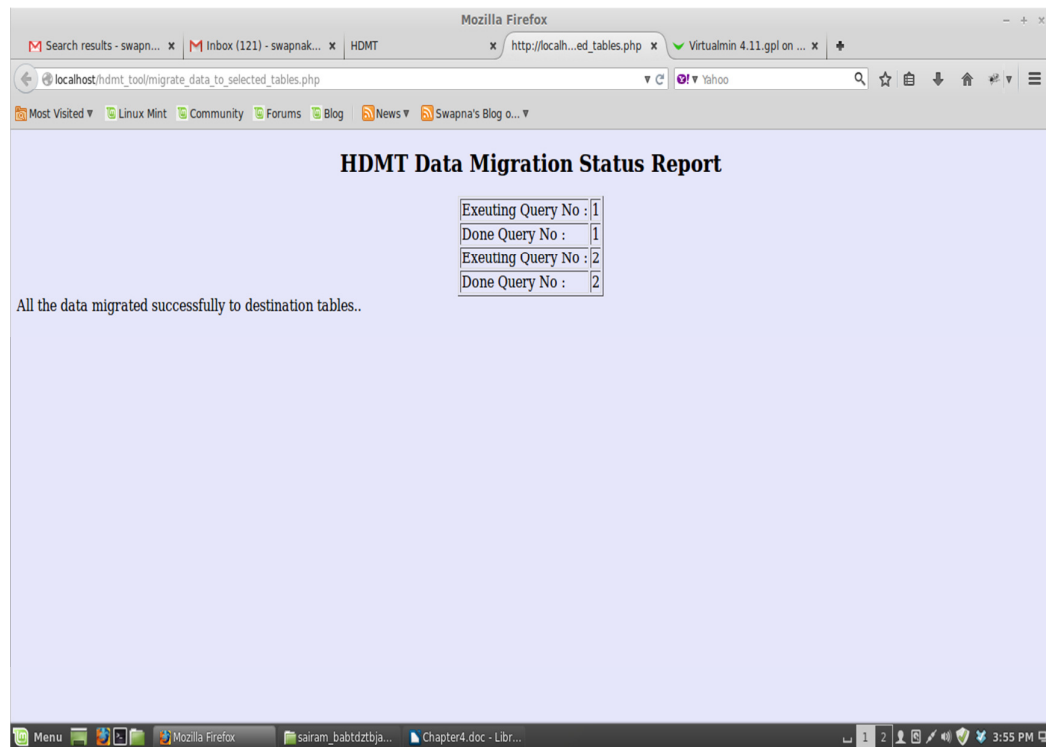 Mozilla Firefox
Search results - swapn...
Inbox (121) - swapnak...
HDMT
http://localh...ed_tables.php
Virtualmin 4.11.gpl on ...
localhost/hdmt_tool/migrate_data_to_selected_tables.php
Yahoo
Most Visited
Linux Mint
Community
Forums
Blog
News
Swapna's Blog o...
HDMT Data Migration Status Report
Exeuting Query No : 1
Done Query No : 1
Exeuting Query No : 2
Done Query No : 2
All the data migrated successfully to destination tables..
Menu
Mozilla Firefox
sairam_babtdztbja...
Chapter4.doc - Libr...
1 2
3:55 PM